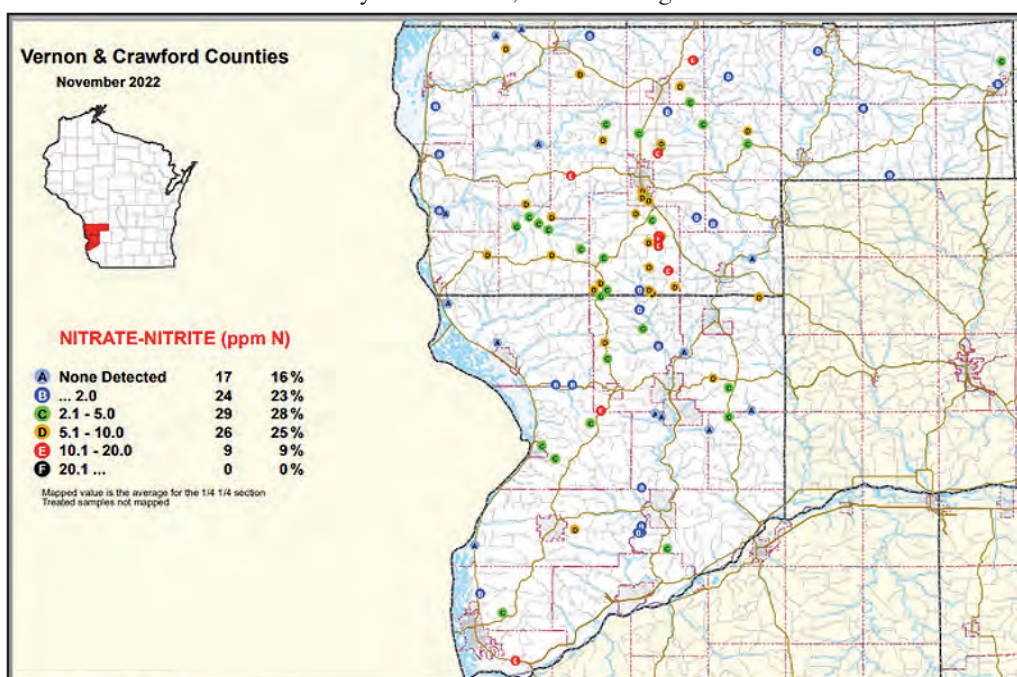 Vernon & Crawford Counties
November 2022
NITRATE-NITRITE (ppm N)
A None Detected 17 16%
B ... 2.0 24 23%
C 2.1 - 5.0 29 28%
D 5.1 - 10.0 26 25%
E 10.1 - 20.0 9 9%
F 20.1 ... 0 0%
Mapped value is the average for the 1/4 1/4 section
Treated samples not mapped